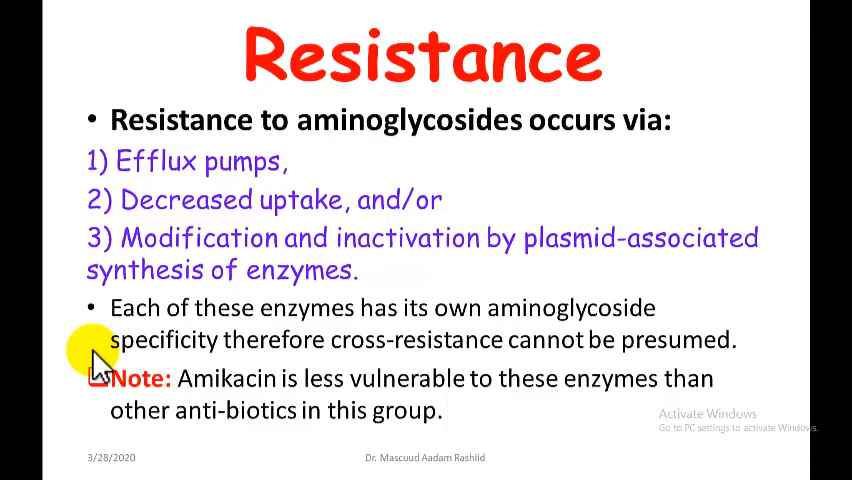 Resistance
• Resistance to aminoglycosides occurs via:
1) Efflux pumps,
2) Decreased uptake, and/or
3) Modification and inactivation by plasmid-associated
synthesis of enzymes.
• Each of these enzymes has its own aminoglycoside
specificity therefore cross-resistance cannot be presumed.
Note: Amikacin is less vulnerable to these enzymes than
other anti-biotics in this group.
Activate Windows
Go to PC settings to activate Windows.
3/28/2020
Dr. Mascuud Aadam Rashiid